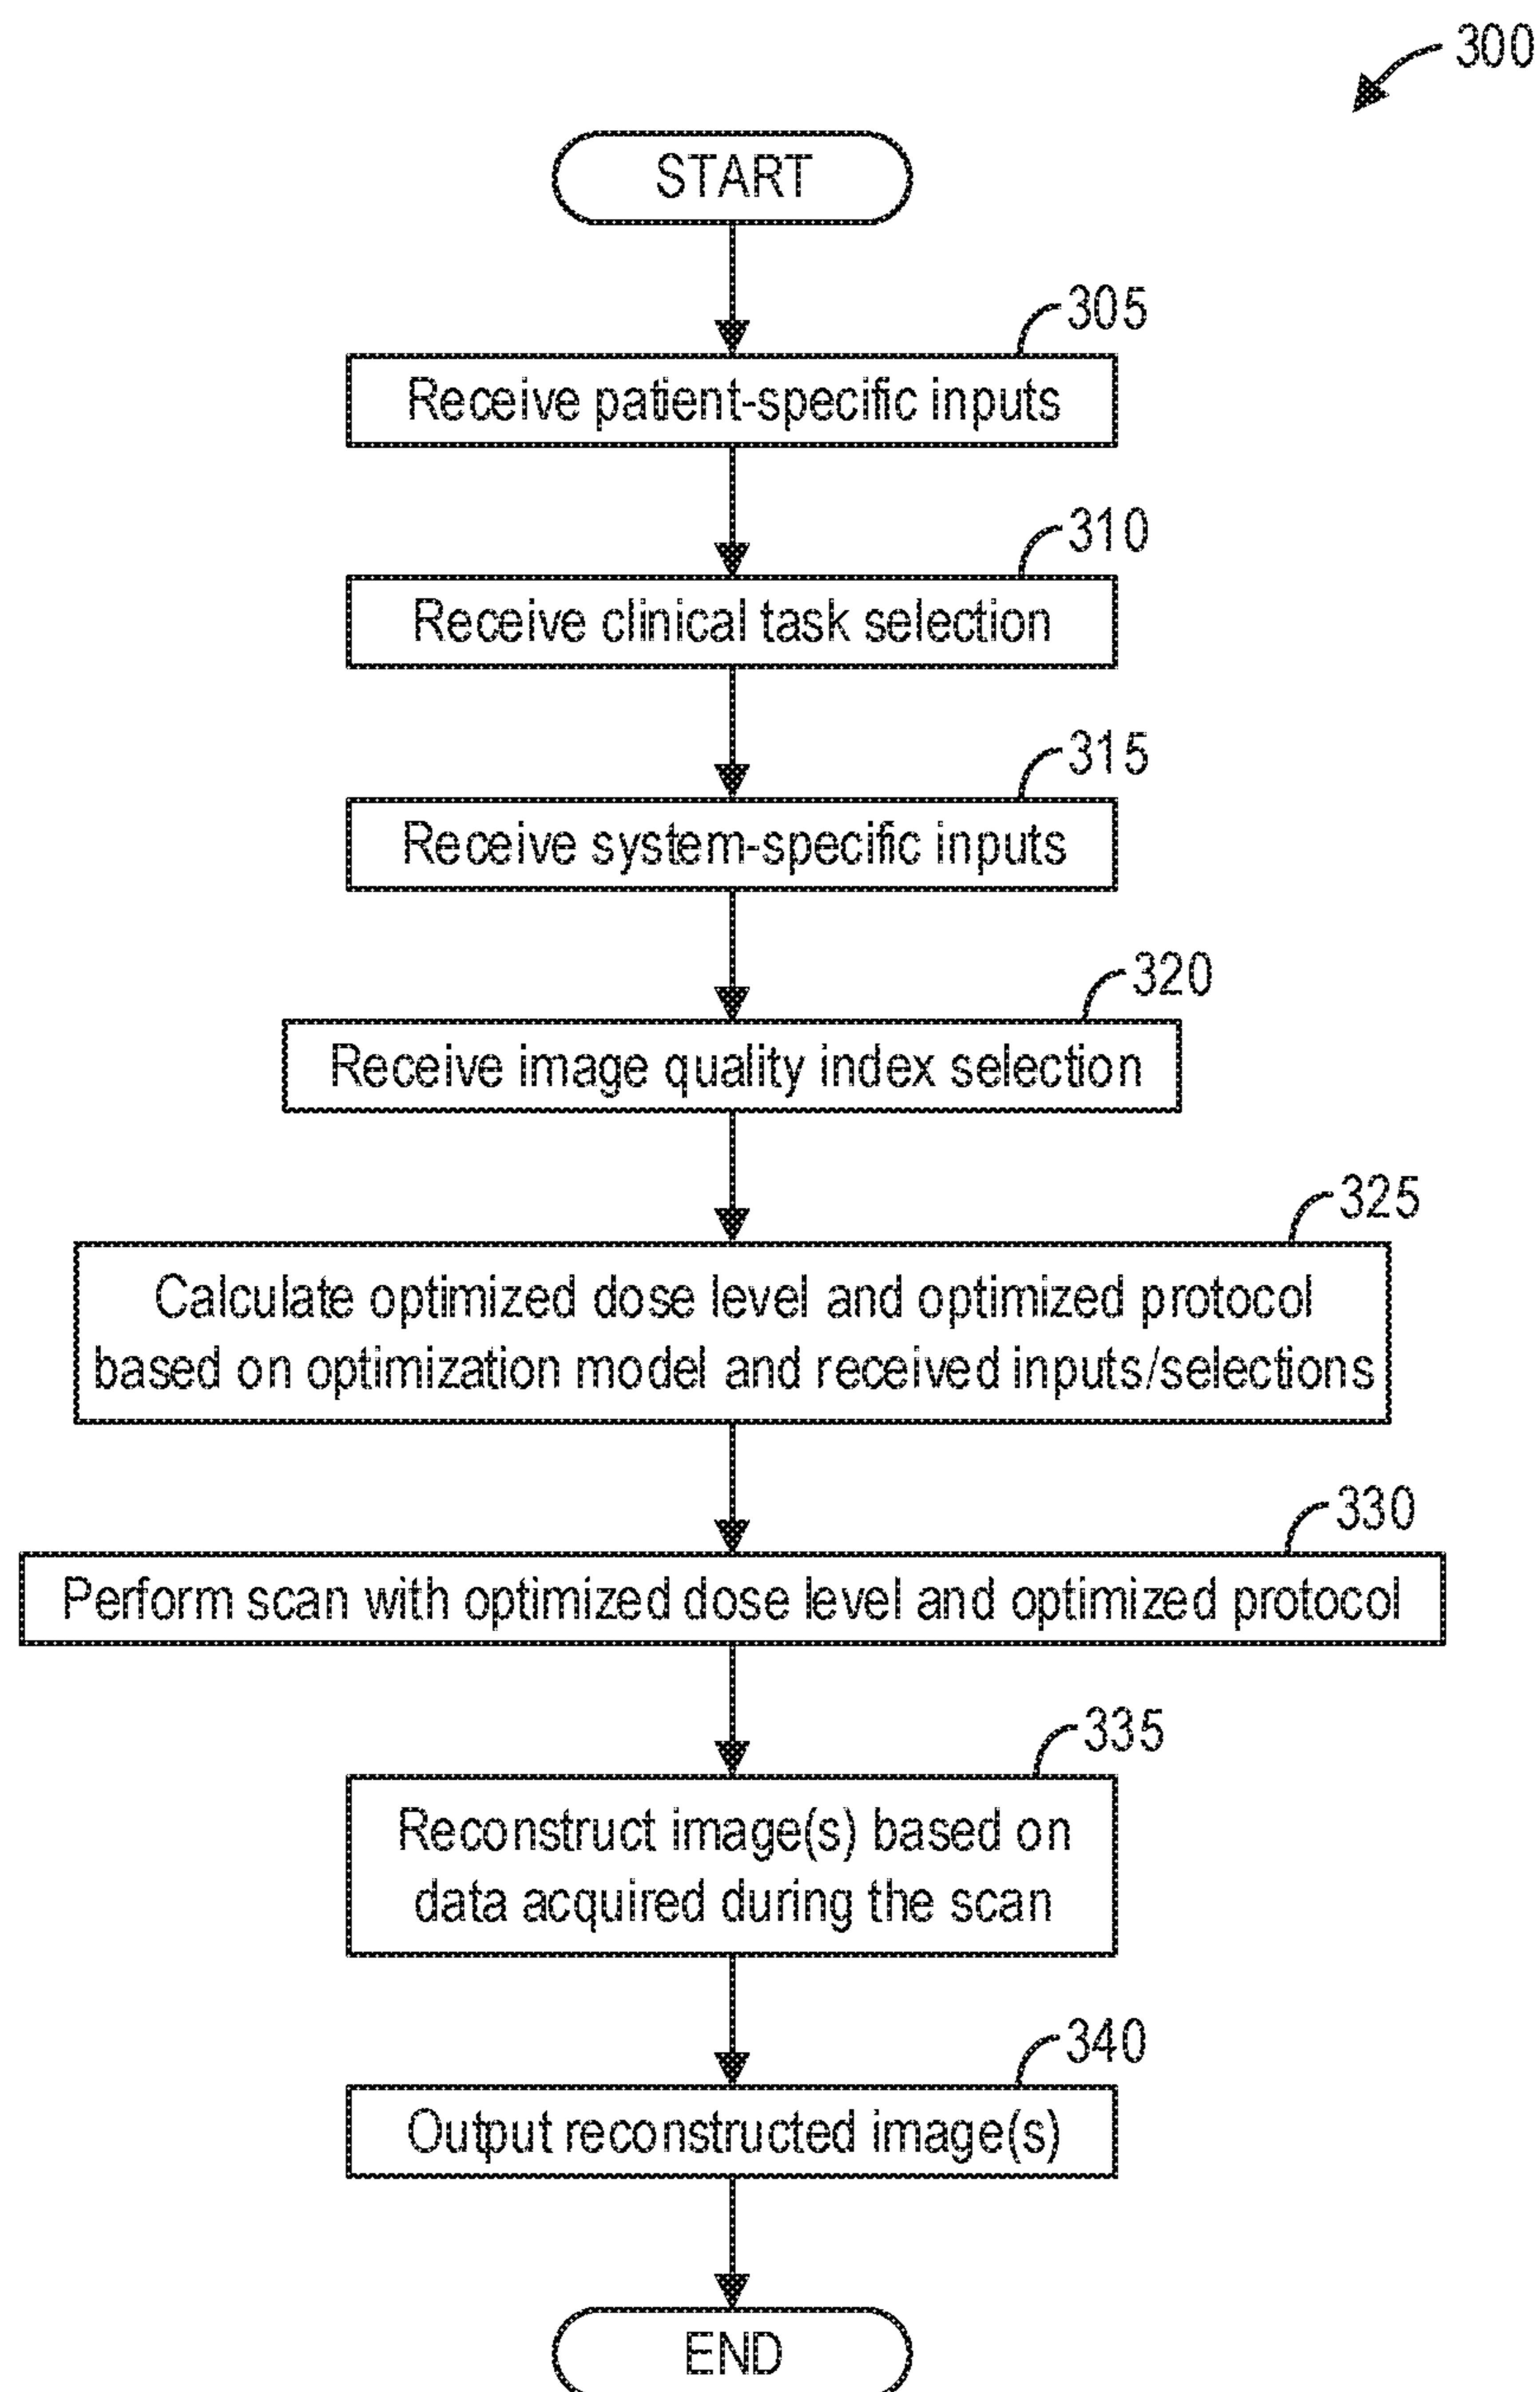 300
START
305
Receive patient-specific inputs
310
Receive clinical task selection
315
Receive system-specific inputs
320
Receive image quality index selection
325
Calculate optimized dose level and optimized protocol
based on optimization model and received inputs/selections
330
Perform scan with optimized dose level and optimized protocol
335
Reconstruct image(s) based on
data acquired during the scan
340
Output reconstructed image(s)
END